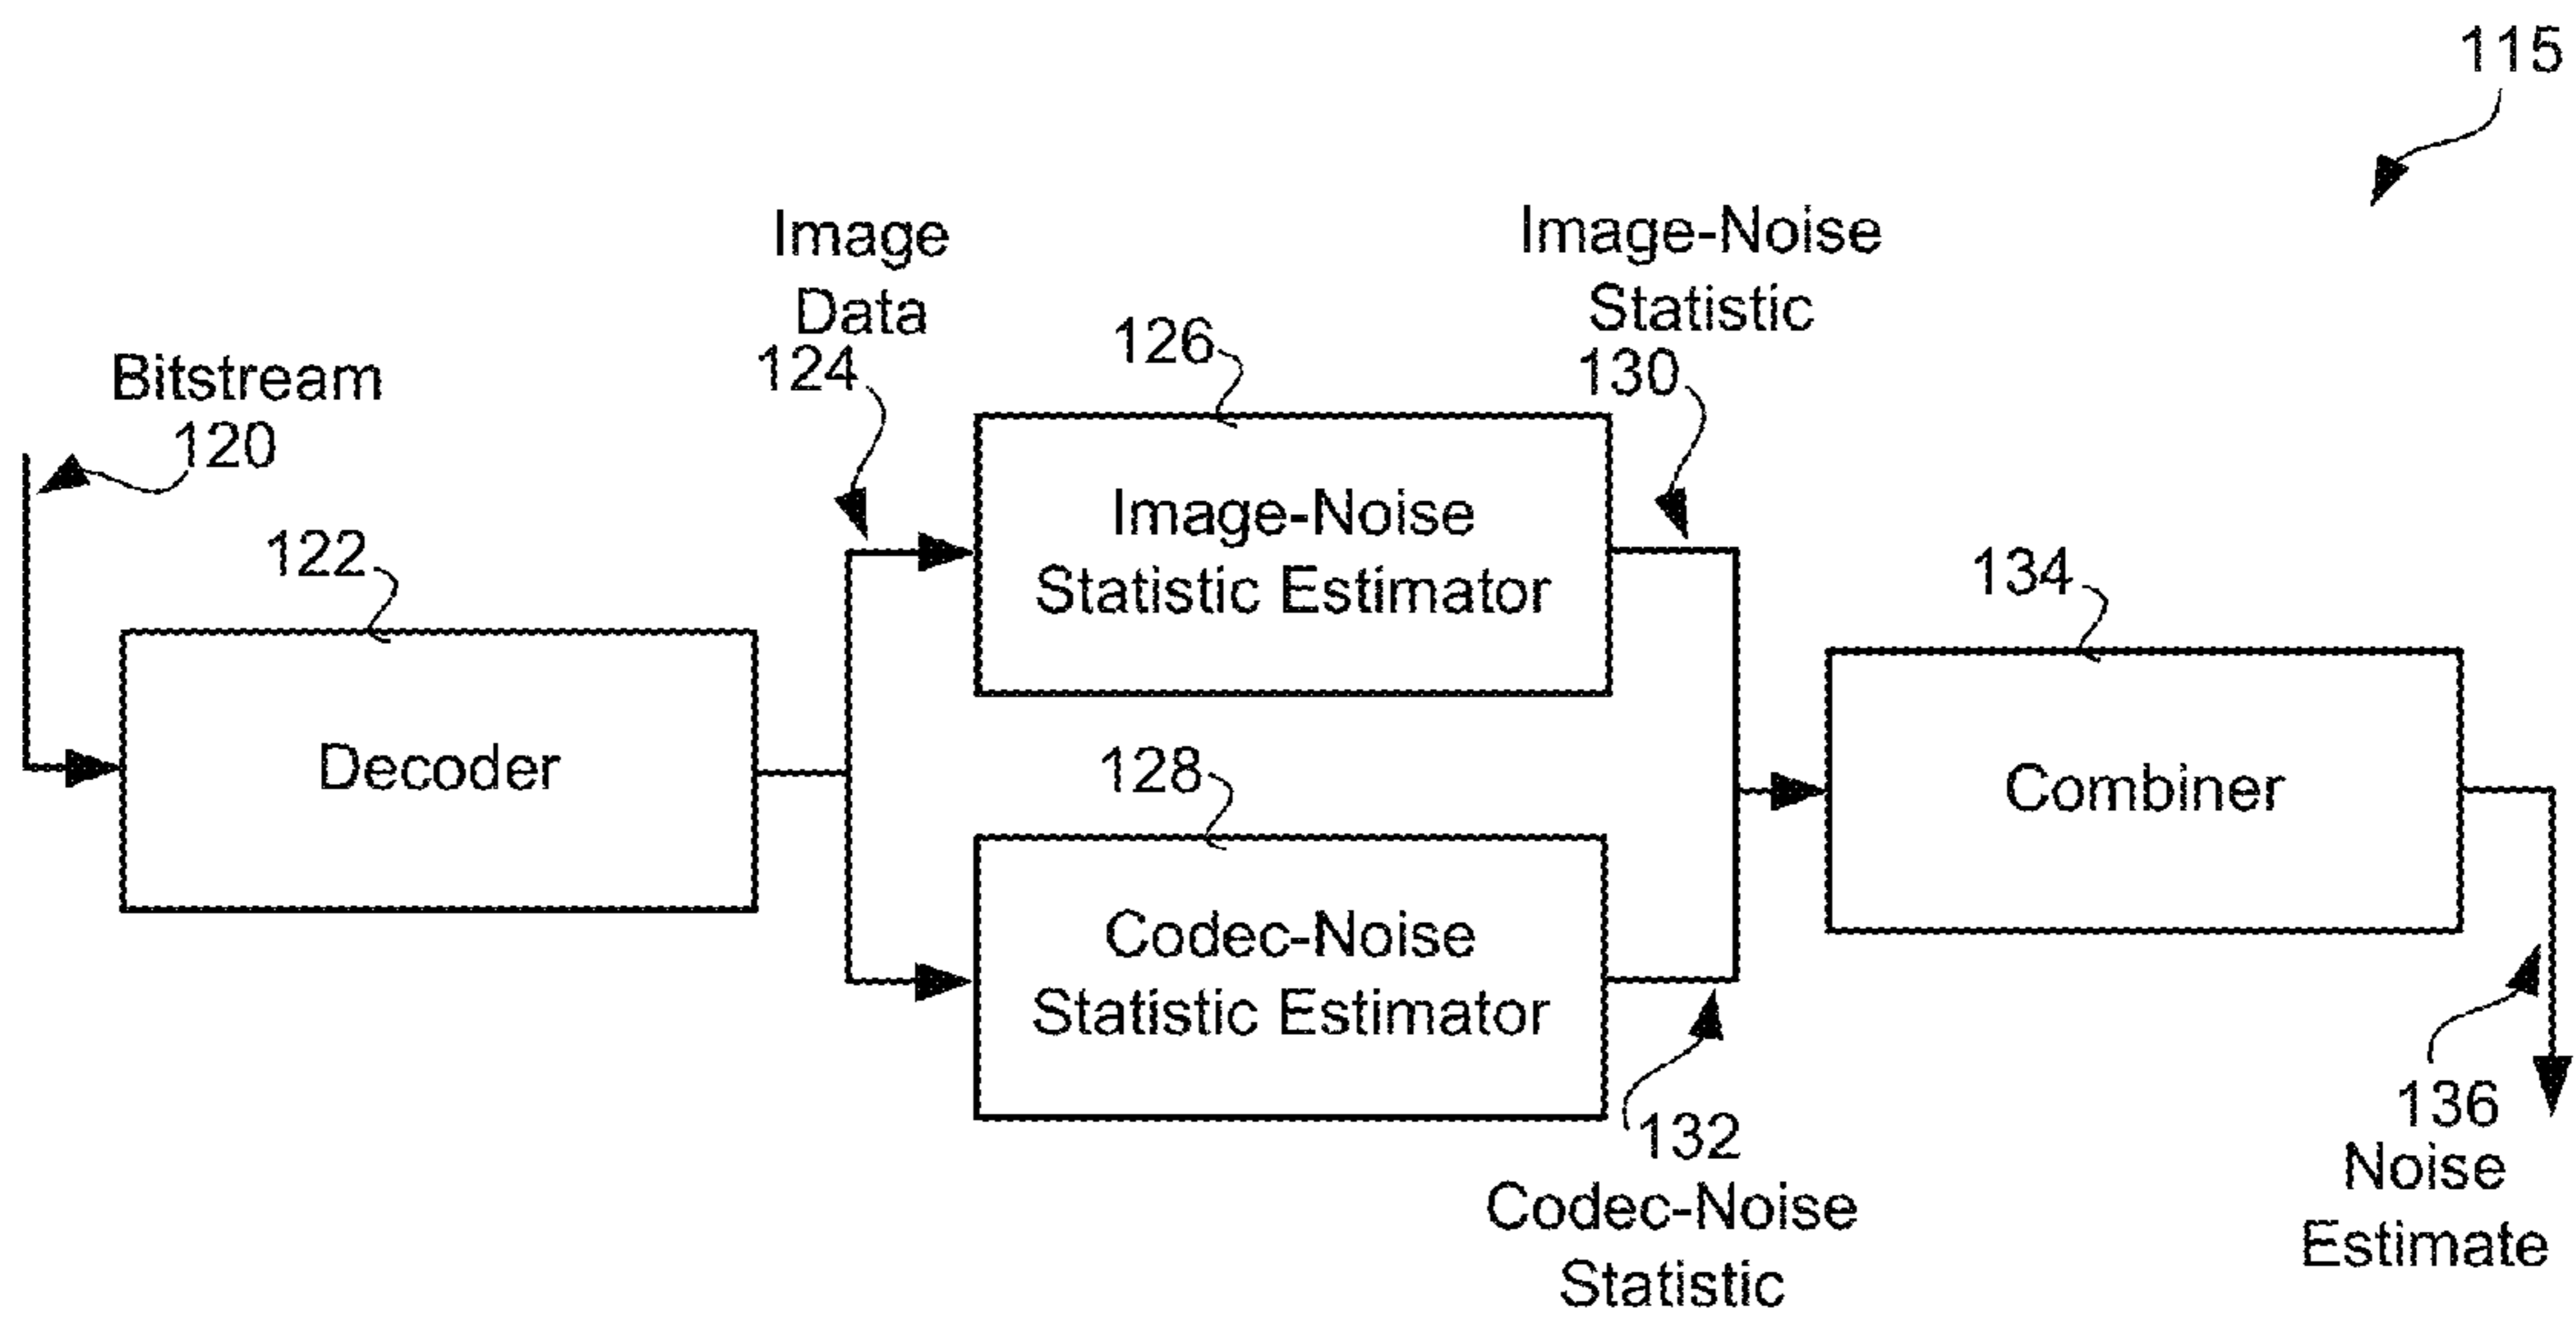 115
Image
Data
124
Image-Noise
Statistic
130
126
Bitstream
120
Image-Noise
Statistic Estimator
122
134
Decoder
Combiner
128
Codec-Noise
Statistic Estimator
132
Codec-Noise
Statistic
136
Noise
Estimate